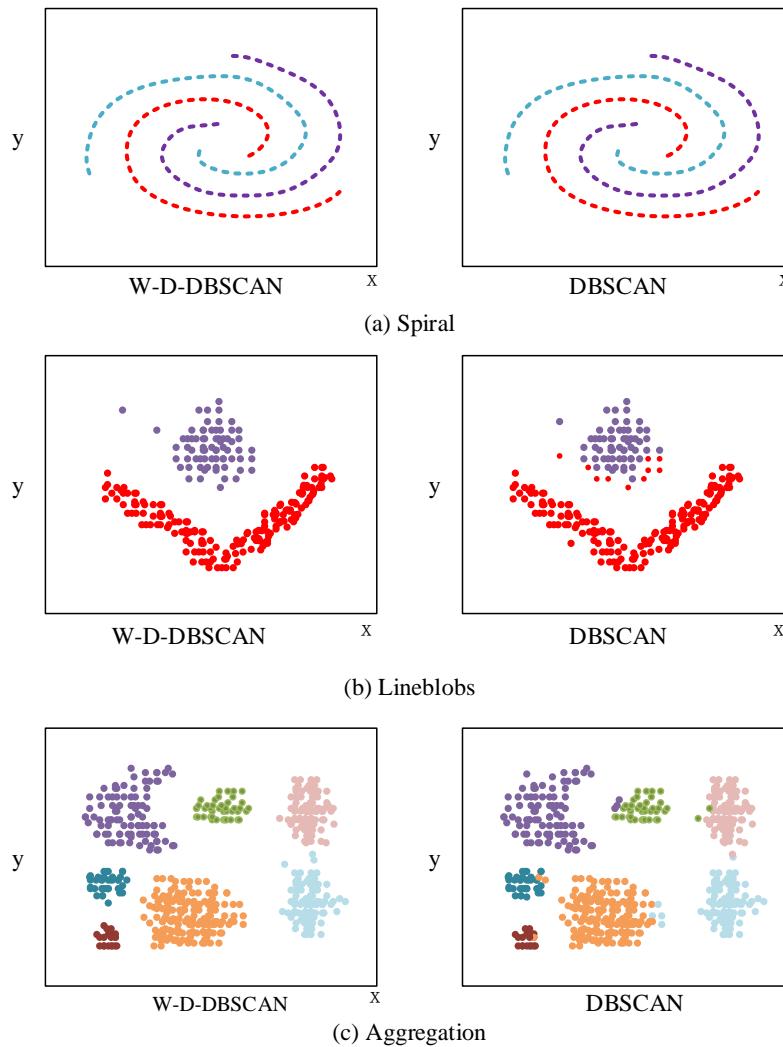 y
y
W-D-DBSCAN
x
DBSCAN
x
(a) Spiral
y
y
W-D-DBSCAN
x
DBSCAN
x
(b) Lineblobs
y
y
W-D-DBSCAN
x
DBSCAN
(c) Aggregation